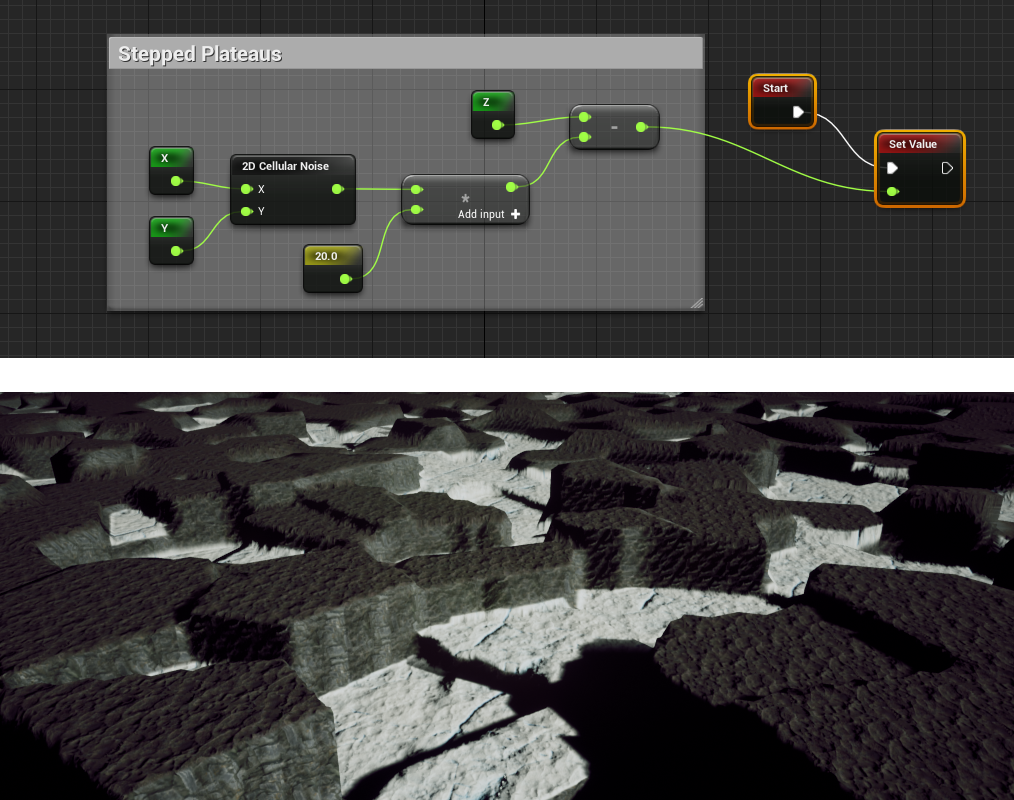 Stepped Plateaus
Start
Z
-
Set Value
X
2D Cellular Noise
X
*
Y
Add input +
Y
20.0